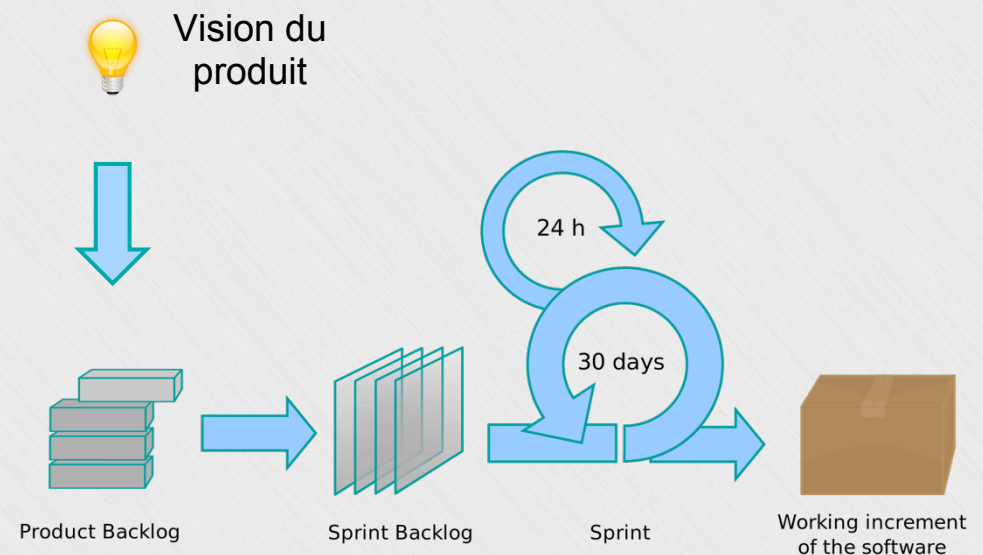 Vision du
produit
24 h
30 days
Product Backlog
Sprint Backlog
Sprint
Working increment
of the software